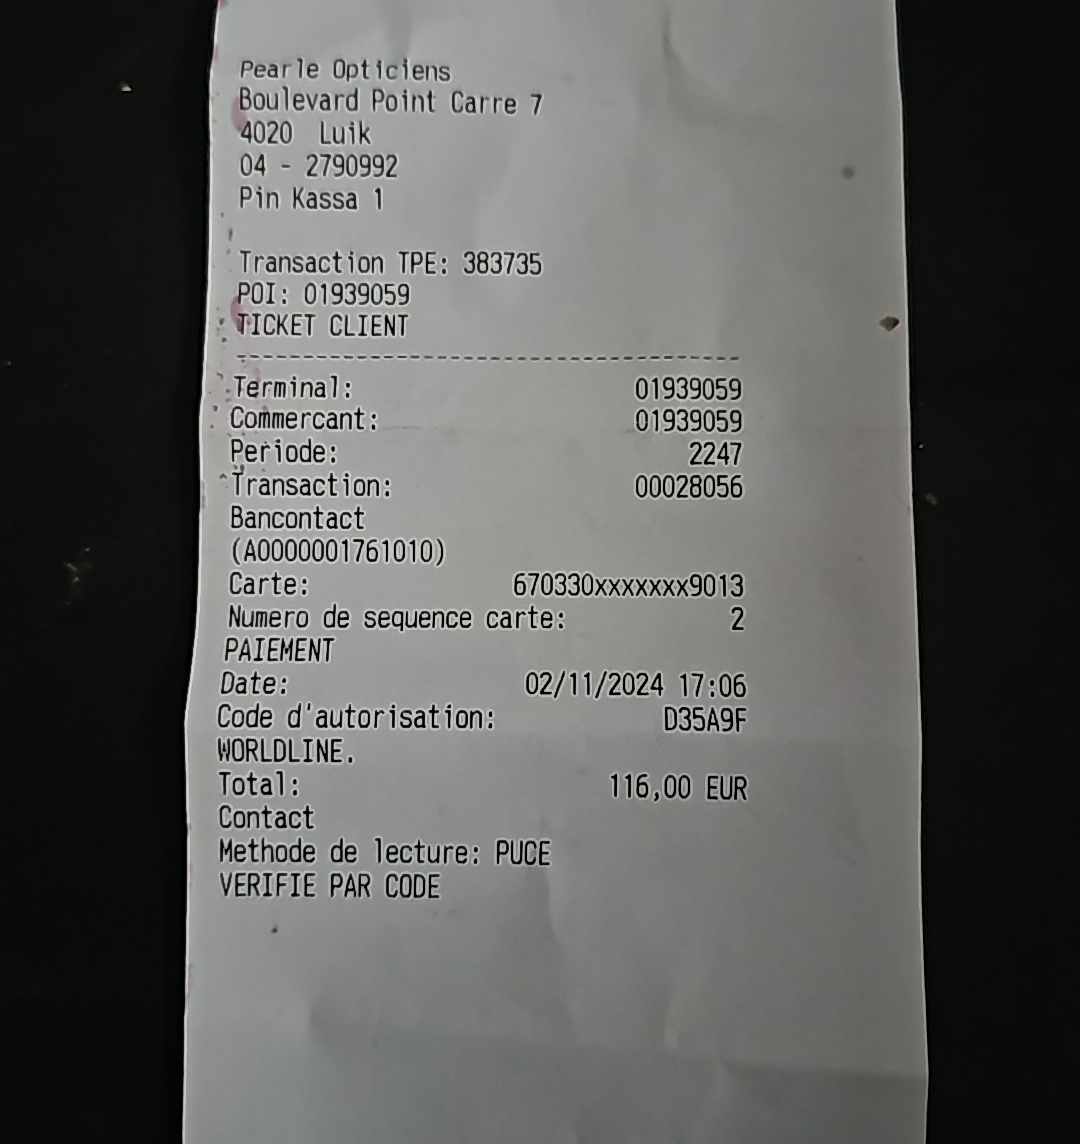 Pearle Opticiens
Boulevard Point Carre 7
4020 Luik
04 - 2790992
Pin Kassa 1
Transaction TPE: 383735
POI: 01939059
TICKET CLIENT
--------------------------------------
Terminal: 01939059
Commercant: 01939059
Periode: 2247
Transaction: 00028056
Bancontact
(A0000001761010)
Carte: 670330xxxxxxx9013
Numero de sequence carte: 2
PAIEMENT
Date: 02/11/2024 17:06
Code d'autorisation: D35A9F
WORLDLINE.
Total: 116,00 EUR
Contact
Methode de lecture: PUCE
VERIFIE PAR CODE